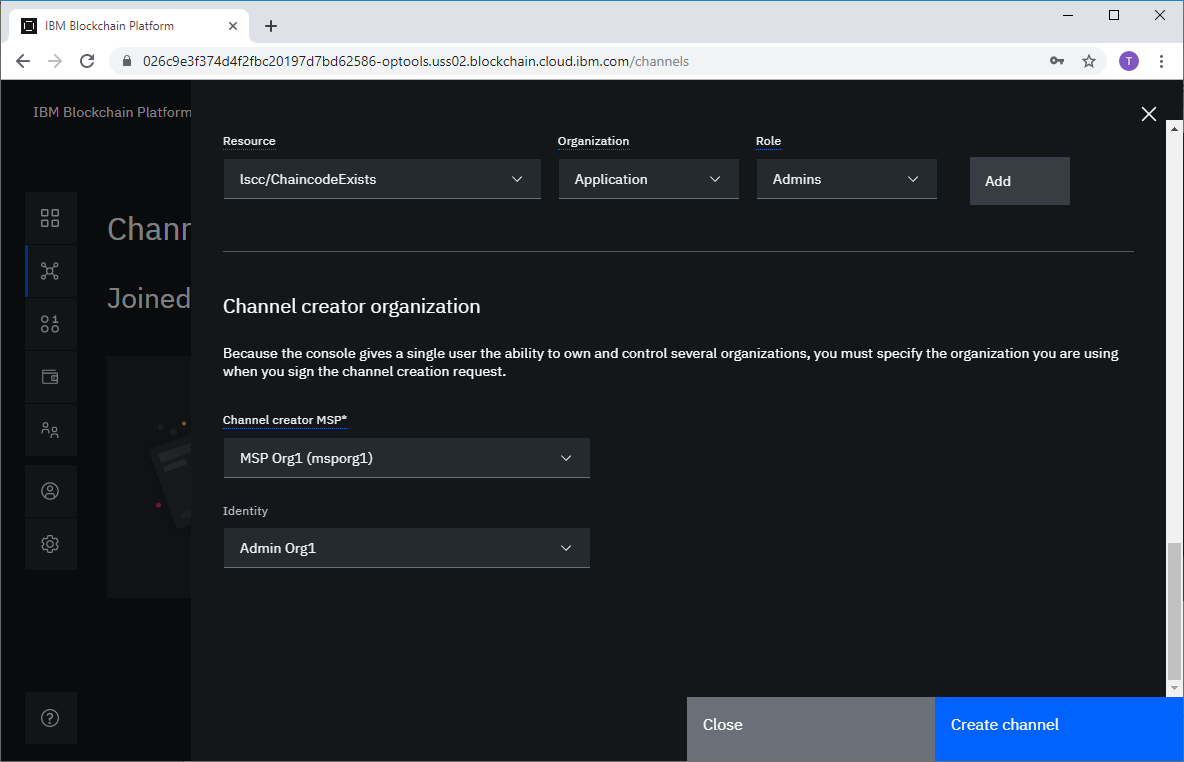 IBM Blockchain Platform
026c9e3f374d4f2fbc20197d7bd62586-optools.uss02.blockchain.cloud.ibm.com/channels
T
IBM Blockchain Platform
Resource Organization Role
lscc/ChaincodeExists Application Admins Add
Chann
Joined
Channel creator organization
Because the console gives a single user the ability to own and control several organizations, you must specify the organization you are using
when you sign the channel creation request.
Channel creator MSP*
MSP Org1 (msporg1)
Identity
Admin Org1
Close Create channel